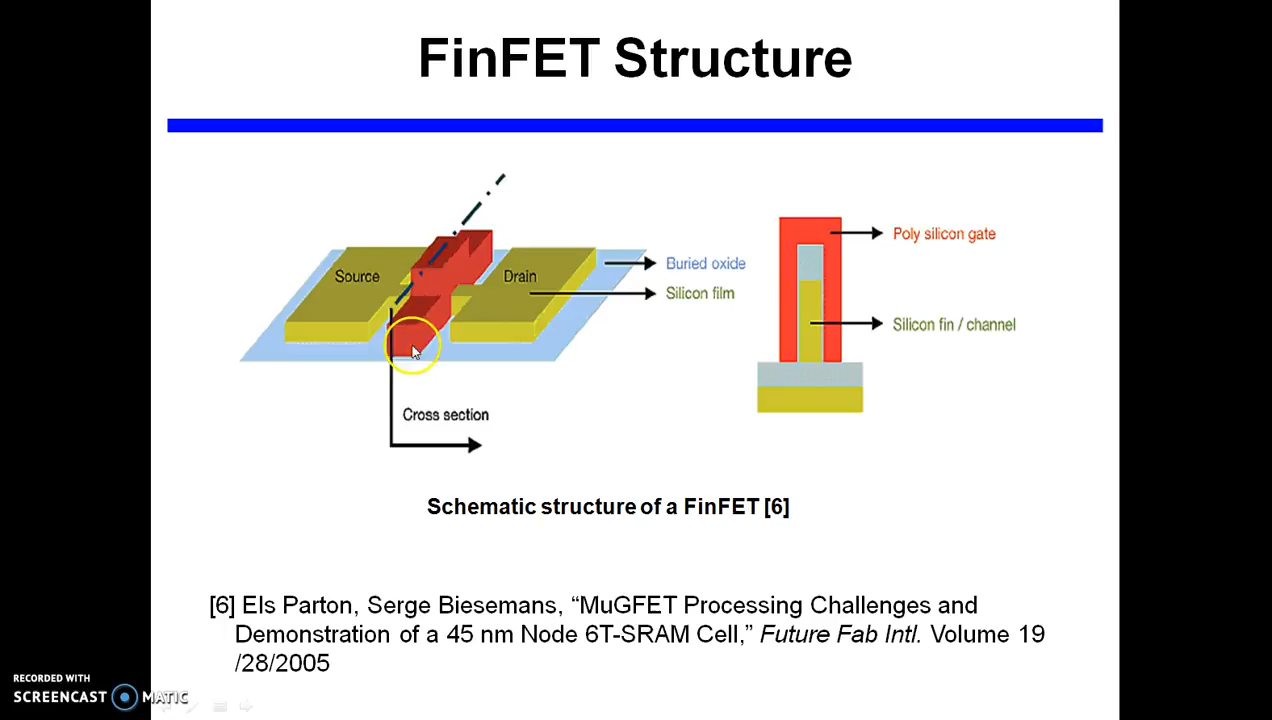 FinFET Structure
Source
Drain
Buried oxide
Silicon film
Cross section
Poly silicon gate
Silicon fin / channel
Schematic structure of a FinFET [6]
[6] Els Parton, Serge Biesemans, “MuGFET Processing Challenges and
Demonstration of a 45 nm Node 6T-SRAM Cell,” Future Fab Intl. Volume 19
/28/2005
RECORDED WITH
SCREENCAST MATIC